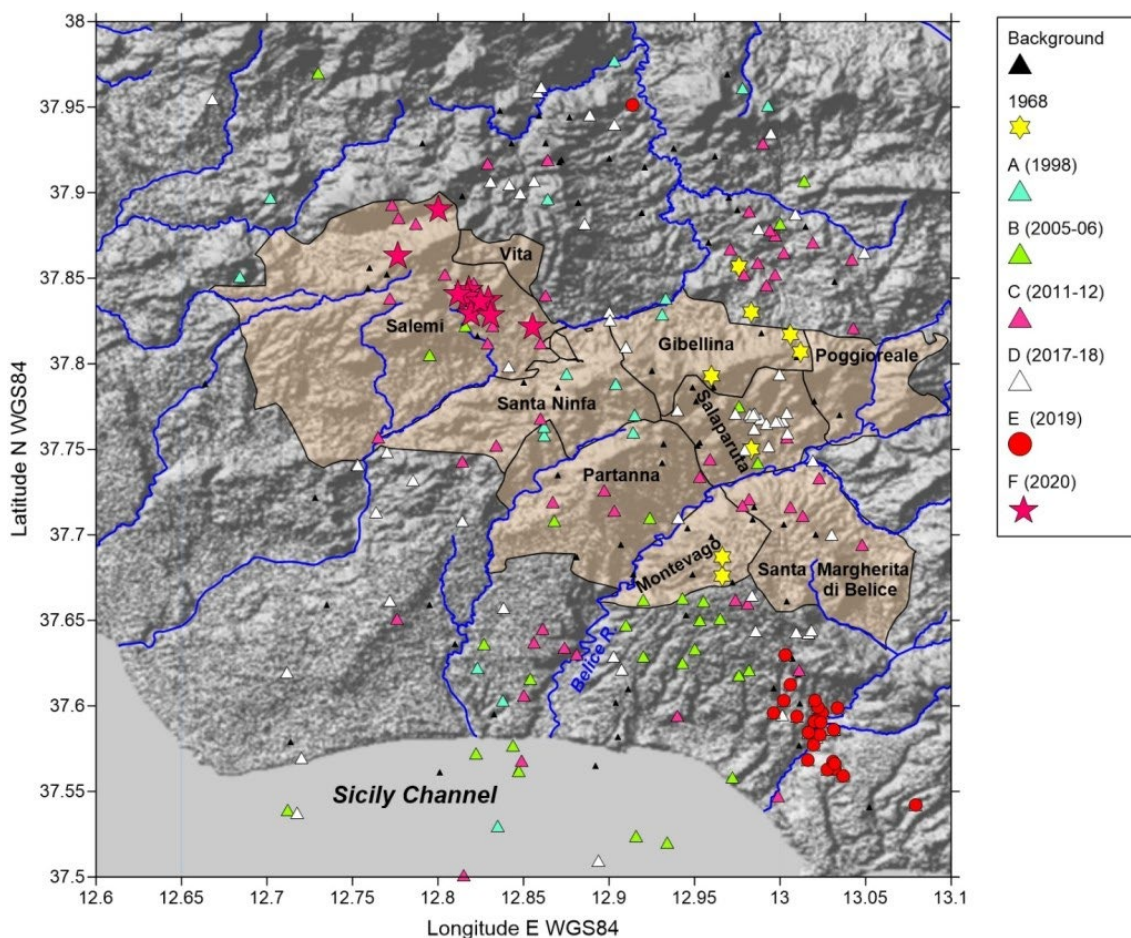 38
37.95
37.9
37.85
37.8
37.75
37.7
37.65
37.6
37.55
37.5
Latitude N WGS84
12.6
12.65
12.7
12.75
12.8
12.85
12.9
12.95
13
13.05
13.1
Longitude E WGS84
Vita
Salemi
Gibellina
Poggioreale
Santa Ninfa
Salaparuta
Partanna
Montevago
Santa
Margherita
di Belice
Belice R.
Sicily Channel
Background
1968
A (1998)
B (2005-06)
C (2011-12)
D (2017-18)
E (2019)
F (2020)